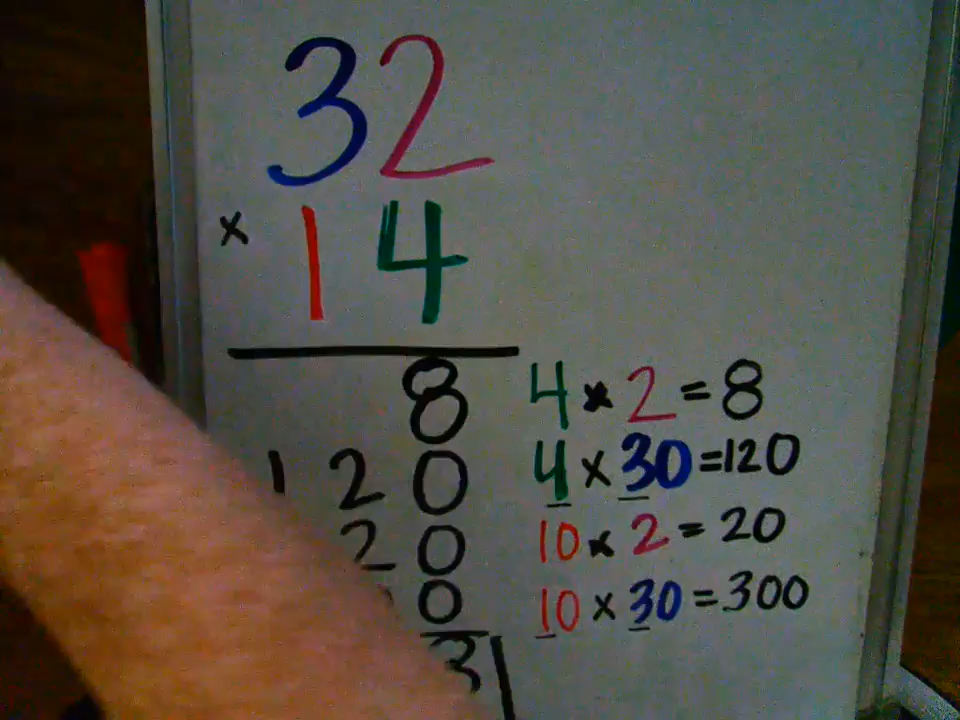 32
× 14
8 4 × 2 = 8
120 4 × 30 = 120
20 10 × 2 = 20
0 10 × 30 = 300